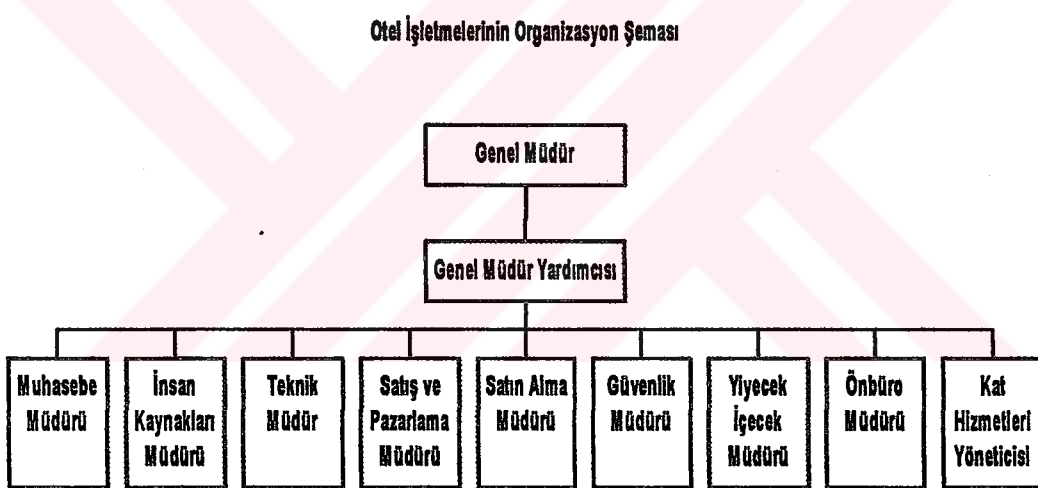 Otel İşletmelerinin Organizasyon Şeması
Genel Müdür
Genel Müdür Yardımcısı
Muhasebe
Müdürü
İnsan
Kaynakları
Müdürü
Teknik
Müdür
Satış ve
Pazarlama
Müdürü
Satın Alma
Müdürü
Güvenlik
Müdürü
Yiyecek
İçecek
Müdürü
Önbüro
Müdürü
Kat
Hizmetleri
Yöneticisi